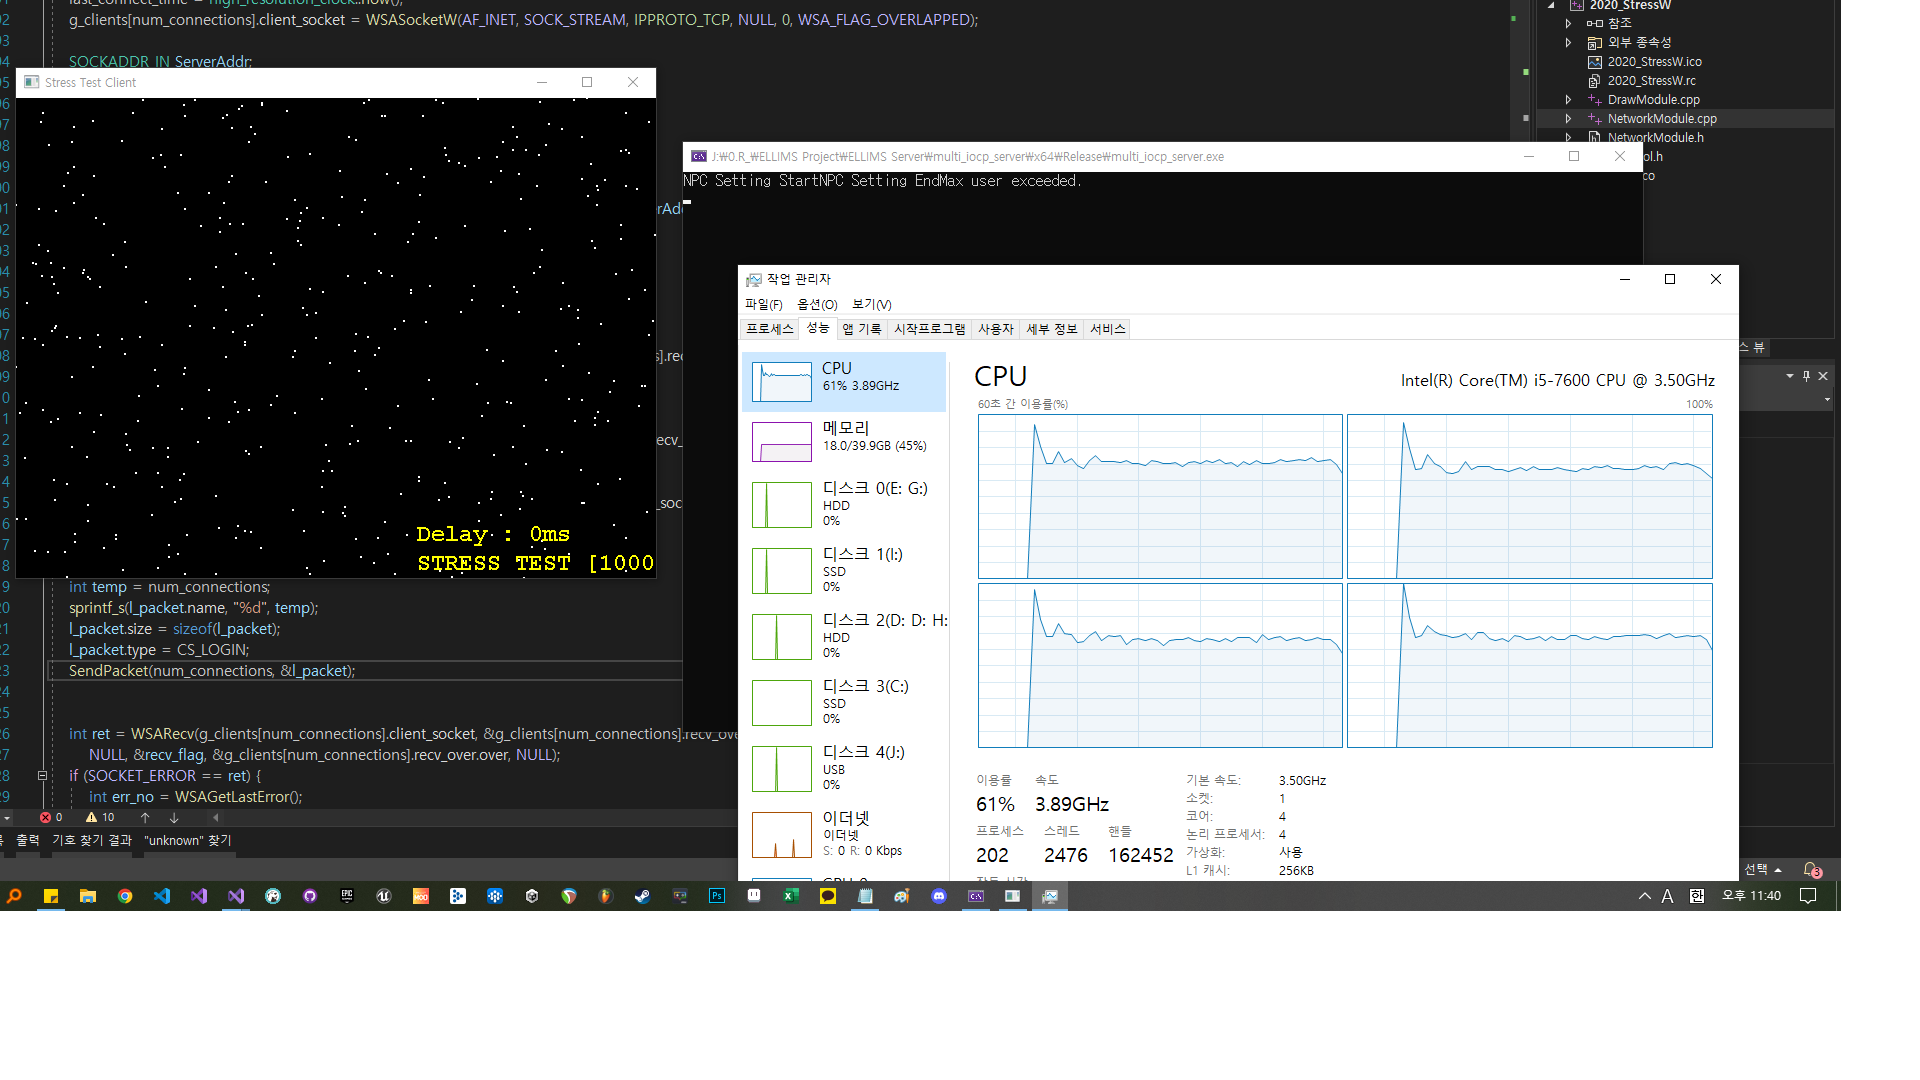 last_connect_time = high_resolution_clock::now();
g_clients[num_connections].client_socket = WSASocketW(AF_INET, SOCK_STREAM, IPPROTO_TCP, NULL, 0, WSA_FLAG_OVERLAPPED);
SOCKADDR_IN ServerAddr;
int temp = num_connections;
sprintf_s(l_packet.name, "%d", temp);
l_packet.size = sizeof(l_packet);
l_packet.type = CS_LOGIN;
SendPacket(num_connections, &l_packet);
int ret = WSARecv(g_clients[num_connections].client_socket, &g_clients[num_connections].recv_ove
NULL, &recv_flag, &g_clients[num_connections].recv_over.over, NULL);
if (SOCKET_ERROR == ret) {
int err_no = WSAGetLastError();
0 10
출력 기호 찾기 결과 "unknown" 찾기
Stress Test Client
Delay : 0ms
STRESS TEST [1000
J:₩0.R_₩ELLIMS Project₩ELLIMS Server₩multi_iocp_server₩x64₩Release₩multi_iocp_server.exe
NPC Setting StartNPC Setting EndMax user exceeded.
2020_StressW
참조
외부 종속성
2020_StressW.ico
2020_StressW.rc
DrawModule.cpp
NetworkModule.cpp
NetworkModule.h
ol.h
co
스 뷰
작업 관리자
파일(F) 옵션(O) 보기(V)
프로세스 성능 앱 기록 시작프로그램 사용자 세부 정보 서비스
CPU
61% 3.89GHz
메모리
18.0/39.9GB (45%)
디스크 0(E: G:)
HDD
0%
디스크 1(I:)
SSD
0%
디스크 2(D: D: H:
HDD
0%
디스크 3(C:)
SSD
0%
디스크 4(J:)
USB
0%
이더넷
이더넷
S: 0 R: 0 Kbps
CPU
Intel(R) Core(TM) i5-7600 CPU @ 3.50GHz
60초 간 이용률(%)
100%
이용률 속도
61% 3.89GHz
프로세스 스레드 핸들
202 2476 162452
기본 속도: 3.50GHz
소켓: 1
코어: 4
논리 프로세서: 4
가상화: 사용
L1 캐시: 256KB
선택
3
A 한 오후 11:40